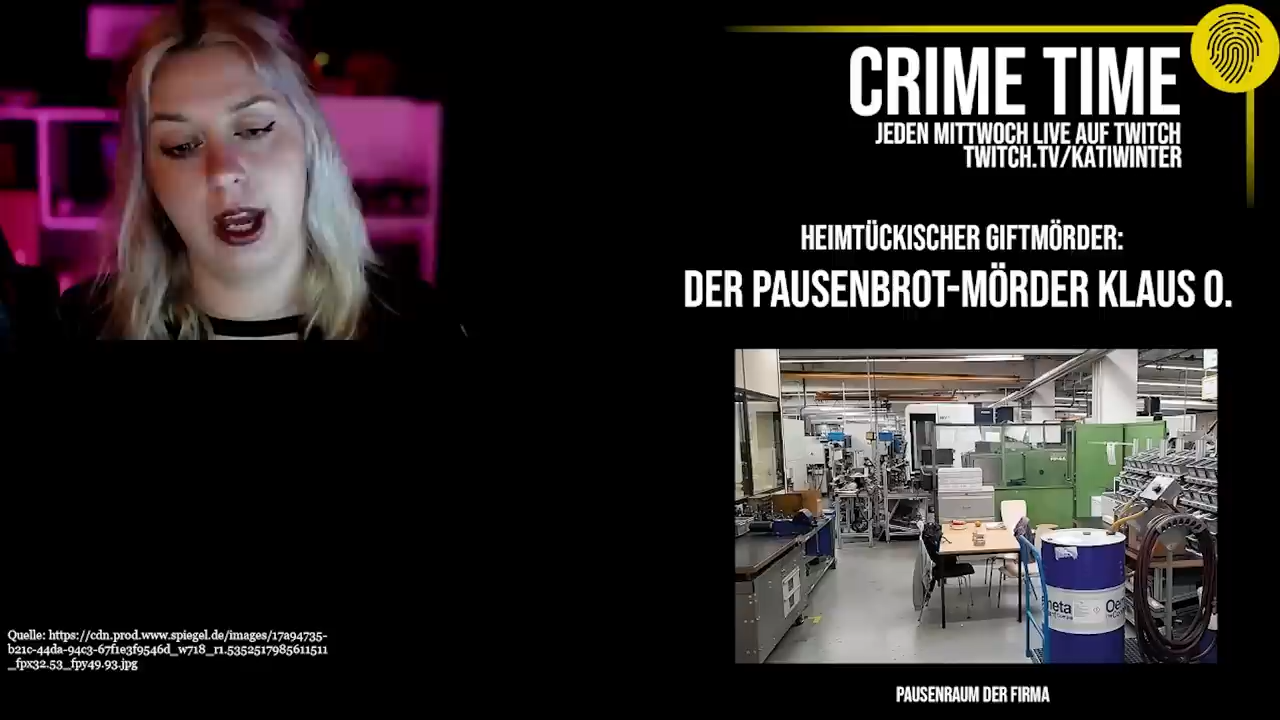 CRIME TIME
JEDEN MITTWOCH LIVE AUF TWITCH
TWITCH.TV/KATIWINTER
HEIMTÜCKISCHER GIFTMÖRDER:
DER PAUSENBROT-MÖRDER KLAUS O.
PAUSENRAUM DER FIRMA
Quelle: https://cdn.prod.www.spiegel.de/images/17a94735-
b21c-44da-94c3-67f1e3f9546d_w718_r1.5352517985611511
_fpx32.53_fpy49.93.jpg